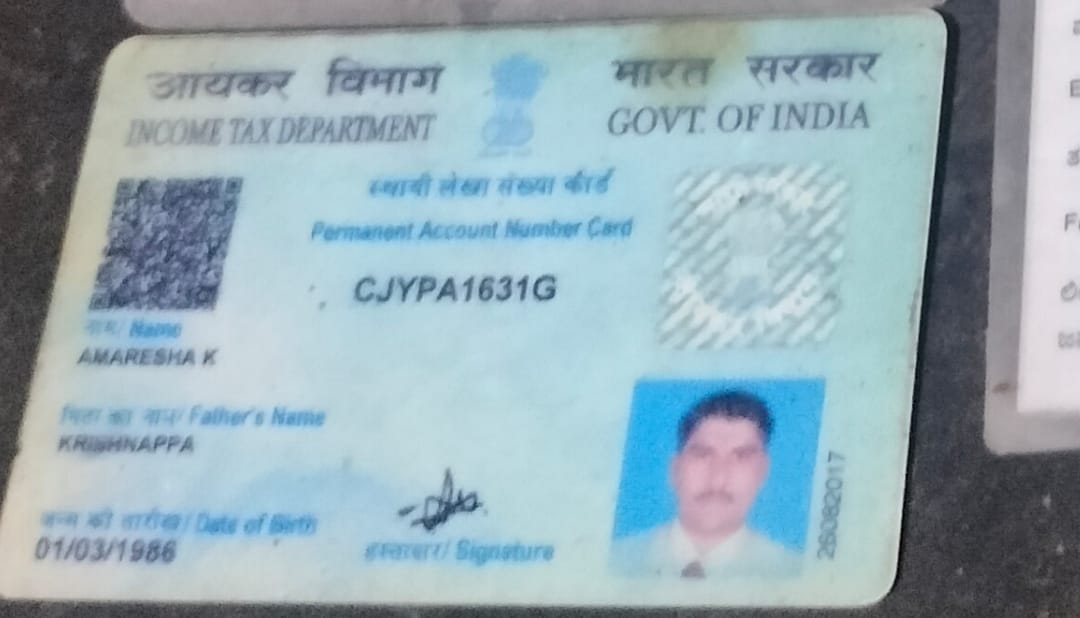 आयकर विभाग
INCOME TAX DEPARTMENT
भारत सरकार
GOVT. OF INDIA
स्थायी लेखा संख्या कार्ड
Permanent Account Number Card
CJYPA1631G
नाम/ Name
AMARESHA K
पिता का नाम/ Father's Name
KRISHNAPPA
जन्म की तारीख/ Date of Birth
01/03/1986
हस्ताक्षर/ Signature
26082017